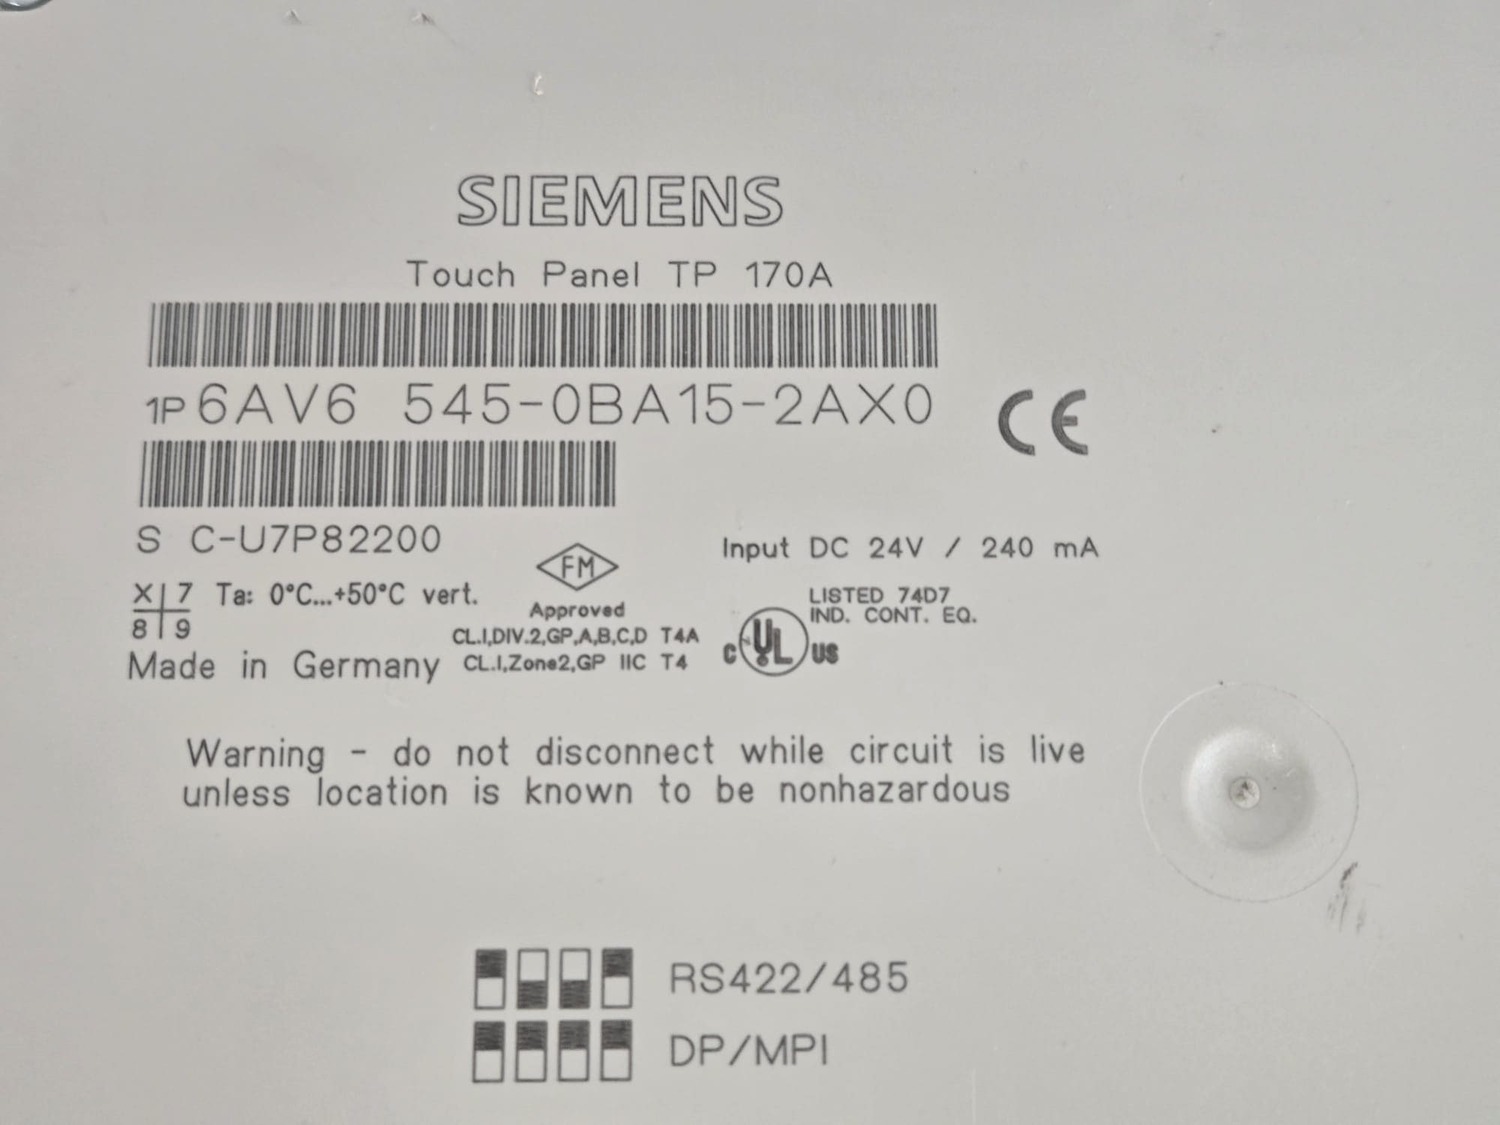 SIEMENS
Touch Panel TP 170A
1P 6AV6 545-0BA15-2AX0
CE
S C-U7P82200
FM
Input DC 24V / 240 mA
X 7
8 9
Ta: 0°C...+50°C vert.
Approved
LISTED 74D7
IND. CONT. EQ.
CL.I,DIV.2,GP,A,B,C,D T4A
c UL us
Made in Germany
CL.I,Zone2,GP IIC T4
Warning - do not disconnect while circuit is live
unless location is known to be nonhazardous
RS422/485
DP/MPI